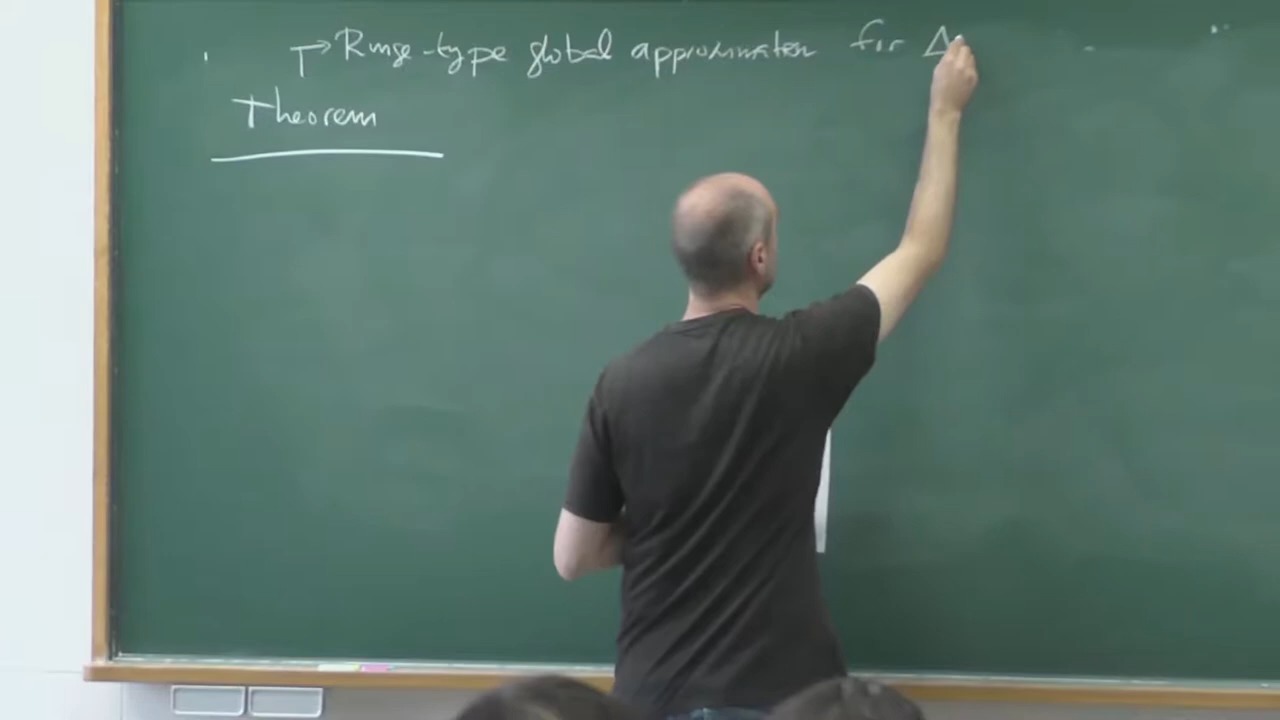 → Runge-type global approximation for Δ
Theorem